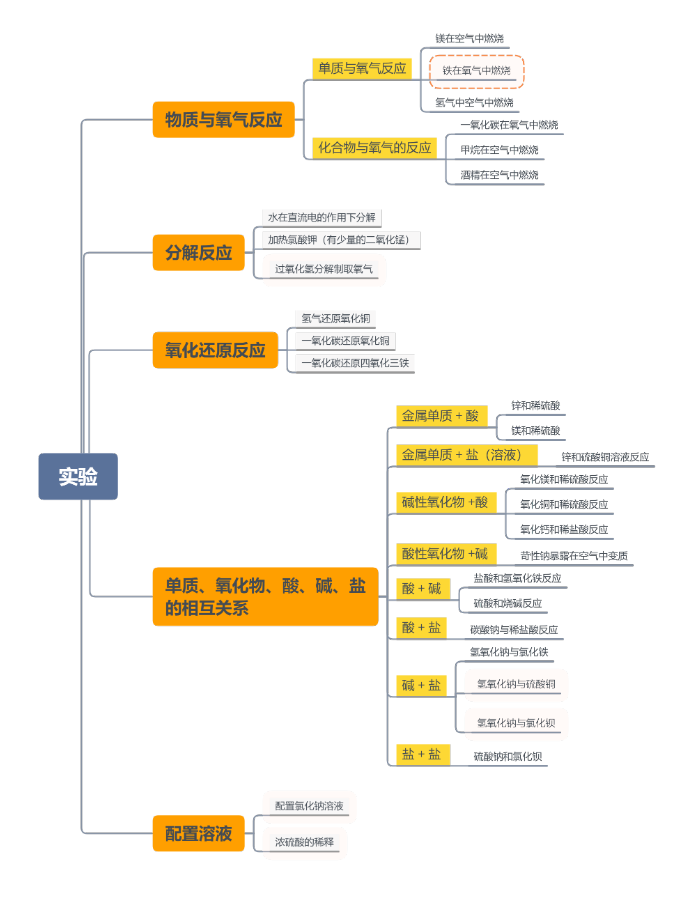 实验
物质与氧气反应
单质与氧气反应
镁在空气中燃烧
铁在氧气中燃烧
氢气中空气中燃烧
化合物与氧气的反应
一氧化碳在氧气中燃烧
甲烷在空气中燃烧
酒精在空气中燃烧
分解反应
水在直流电的作用下分解
加热氯酸钾（有少量的二氧化锰）
过氧化氢分解制取氧气
氧化还原反应
氢气还原氧化铜
一氧化碳还原氧化铜
一氧化碳还原四氧化三铁
单质、氧化物、酸、碱、盐
的相互关系
金属单质 + 酸
锌和稀硫酸
镁和稀硫酸
金属单质 + 盐（溶液）
锌和硫酸铜溶液反应
碱性氧化物 +酸
氧化镁和稀硫酸反应
氧化铜和稀硫酸反应
氧化钙和稀盐酸反应
酸性氧化物 +碱
苛性钠暴露在空气中变质
酸 + 碱
盐酸和氢氧化铁反应
硫酸和烧碱反应
酸 + 盐
碳酸钠与稀盐酸反应
碱 + 盐
氢氧化钠与氯化铁
氢氧化钠与硫酸铜
氢氧化钠与氯化钡
盐 + 盐
硫酸钠和氯化钡
配置溶液
配置氯化钠溶液
浓硫酸的稀释